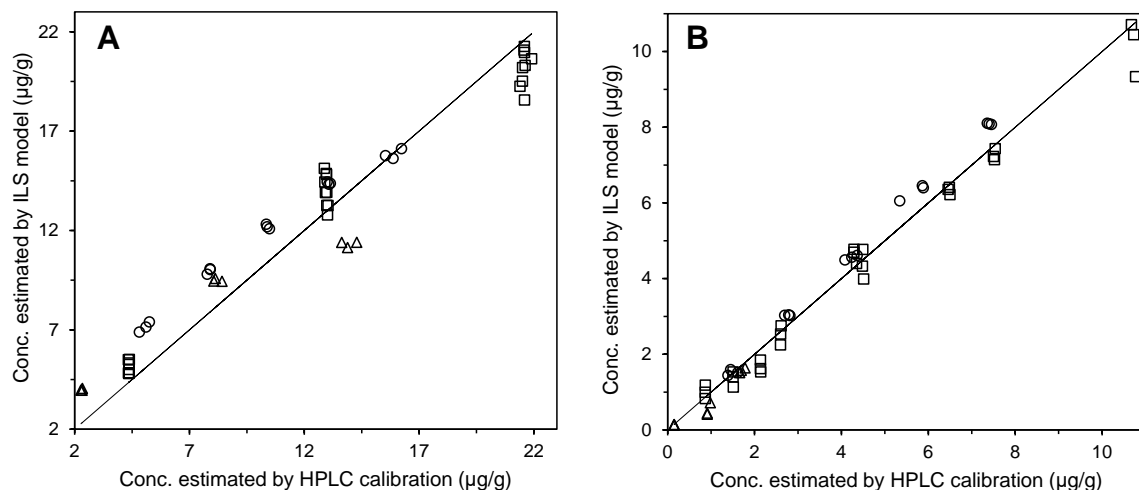 A
Conc. estimated by ILS model (µg/g)
22
17
12
7
2
2 7 12 17 22
Conc. estimated by HPLC calibration (µg/g)
B
Conc. estimated by ILS model (µg/g)
10
8
6
4
2
0
0 2 4 6 8 10
Conc. estimated by HPLC calibration (µg/g)